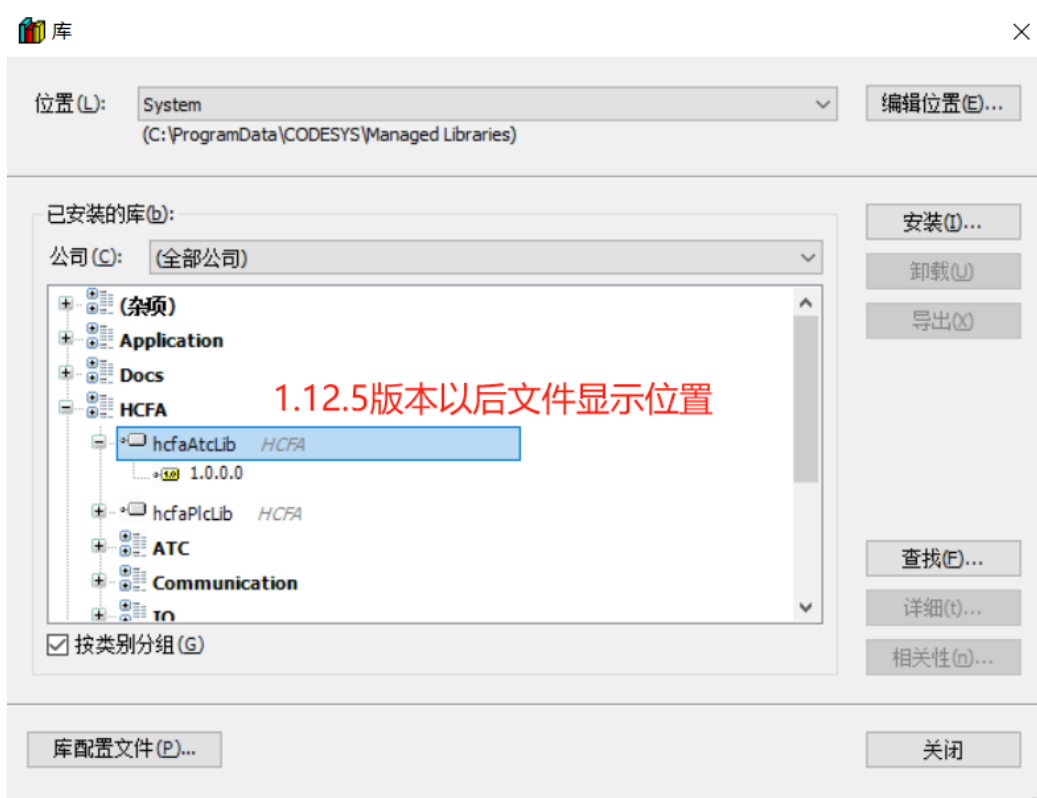 库
位置(L): System 编辑位置(E)...
(C:\ProgramData\CODESYS\Managed Libraries)
已安装的库(b):
安装(I)...
公司(C): (全部公司)
卸载(U)
(杂项)
导出(X)
Application
Docs
1.12.5版本以后文件显示位置
HCFA
hcfaAtcLib HCFA
1.0.0.0
hcfaPlcLib HCFA
ATC
查找(F)...
Communication
IO
详细(t)...
按类别分组(G)
相关性(n)...
库配置文件(P)... 关闭